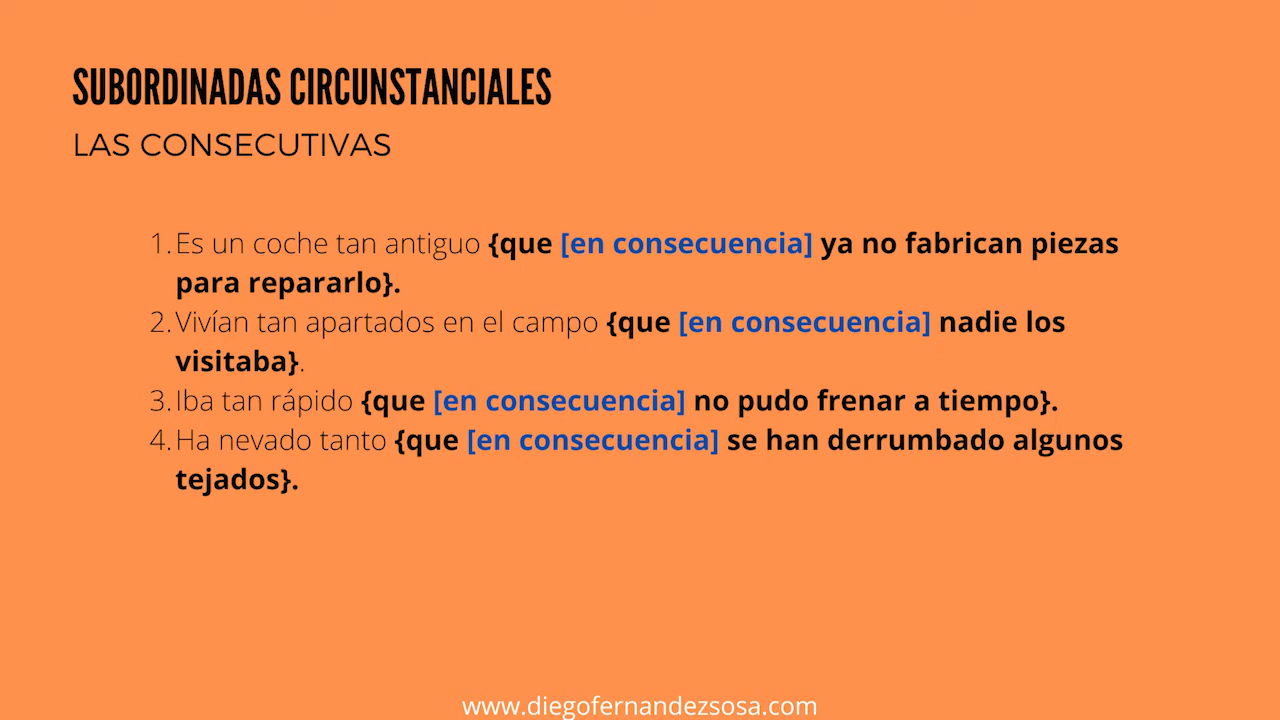 SUBORDINADAS CIRCUNSTANCIALES
LAS CONSECUTIVAS
1. Es un coche tan antiguo {que [en consecuencia] ya no fabrican piezas
para repararlo}.
2. Vivían tan apartados en el campo {que [en consecuencia] nadie los
visitaba}.
3. Iba tan rápido {que [en consecuencia] no pudo frenar a tiempo}.
4. Ha nevado tanto {que [en consecuencia] se han derrumbado algunos
tejados}.
www.diegofernandezsosa.com